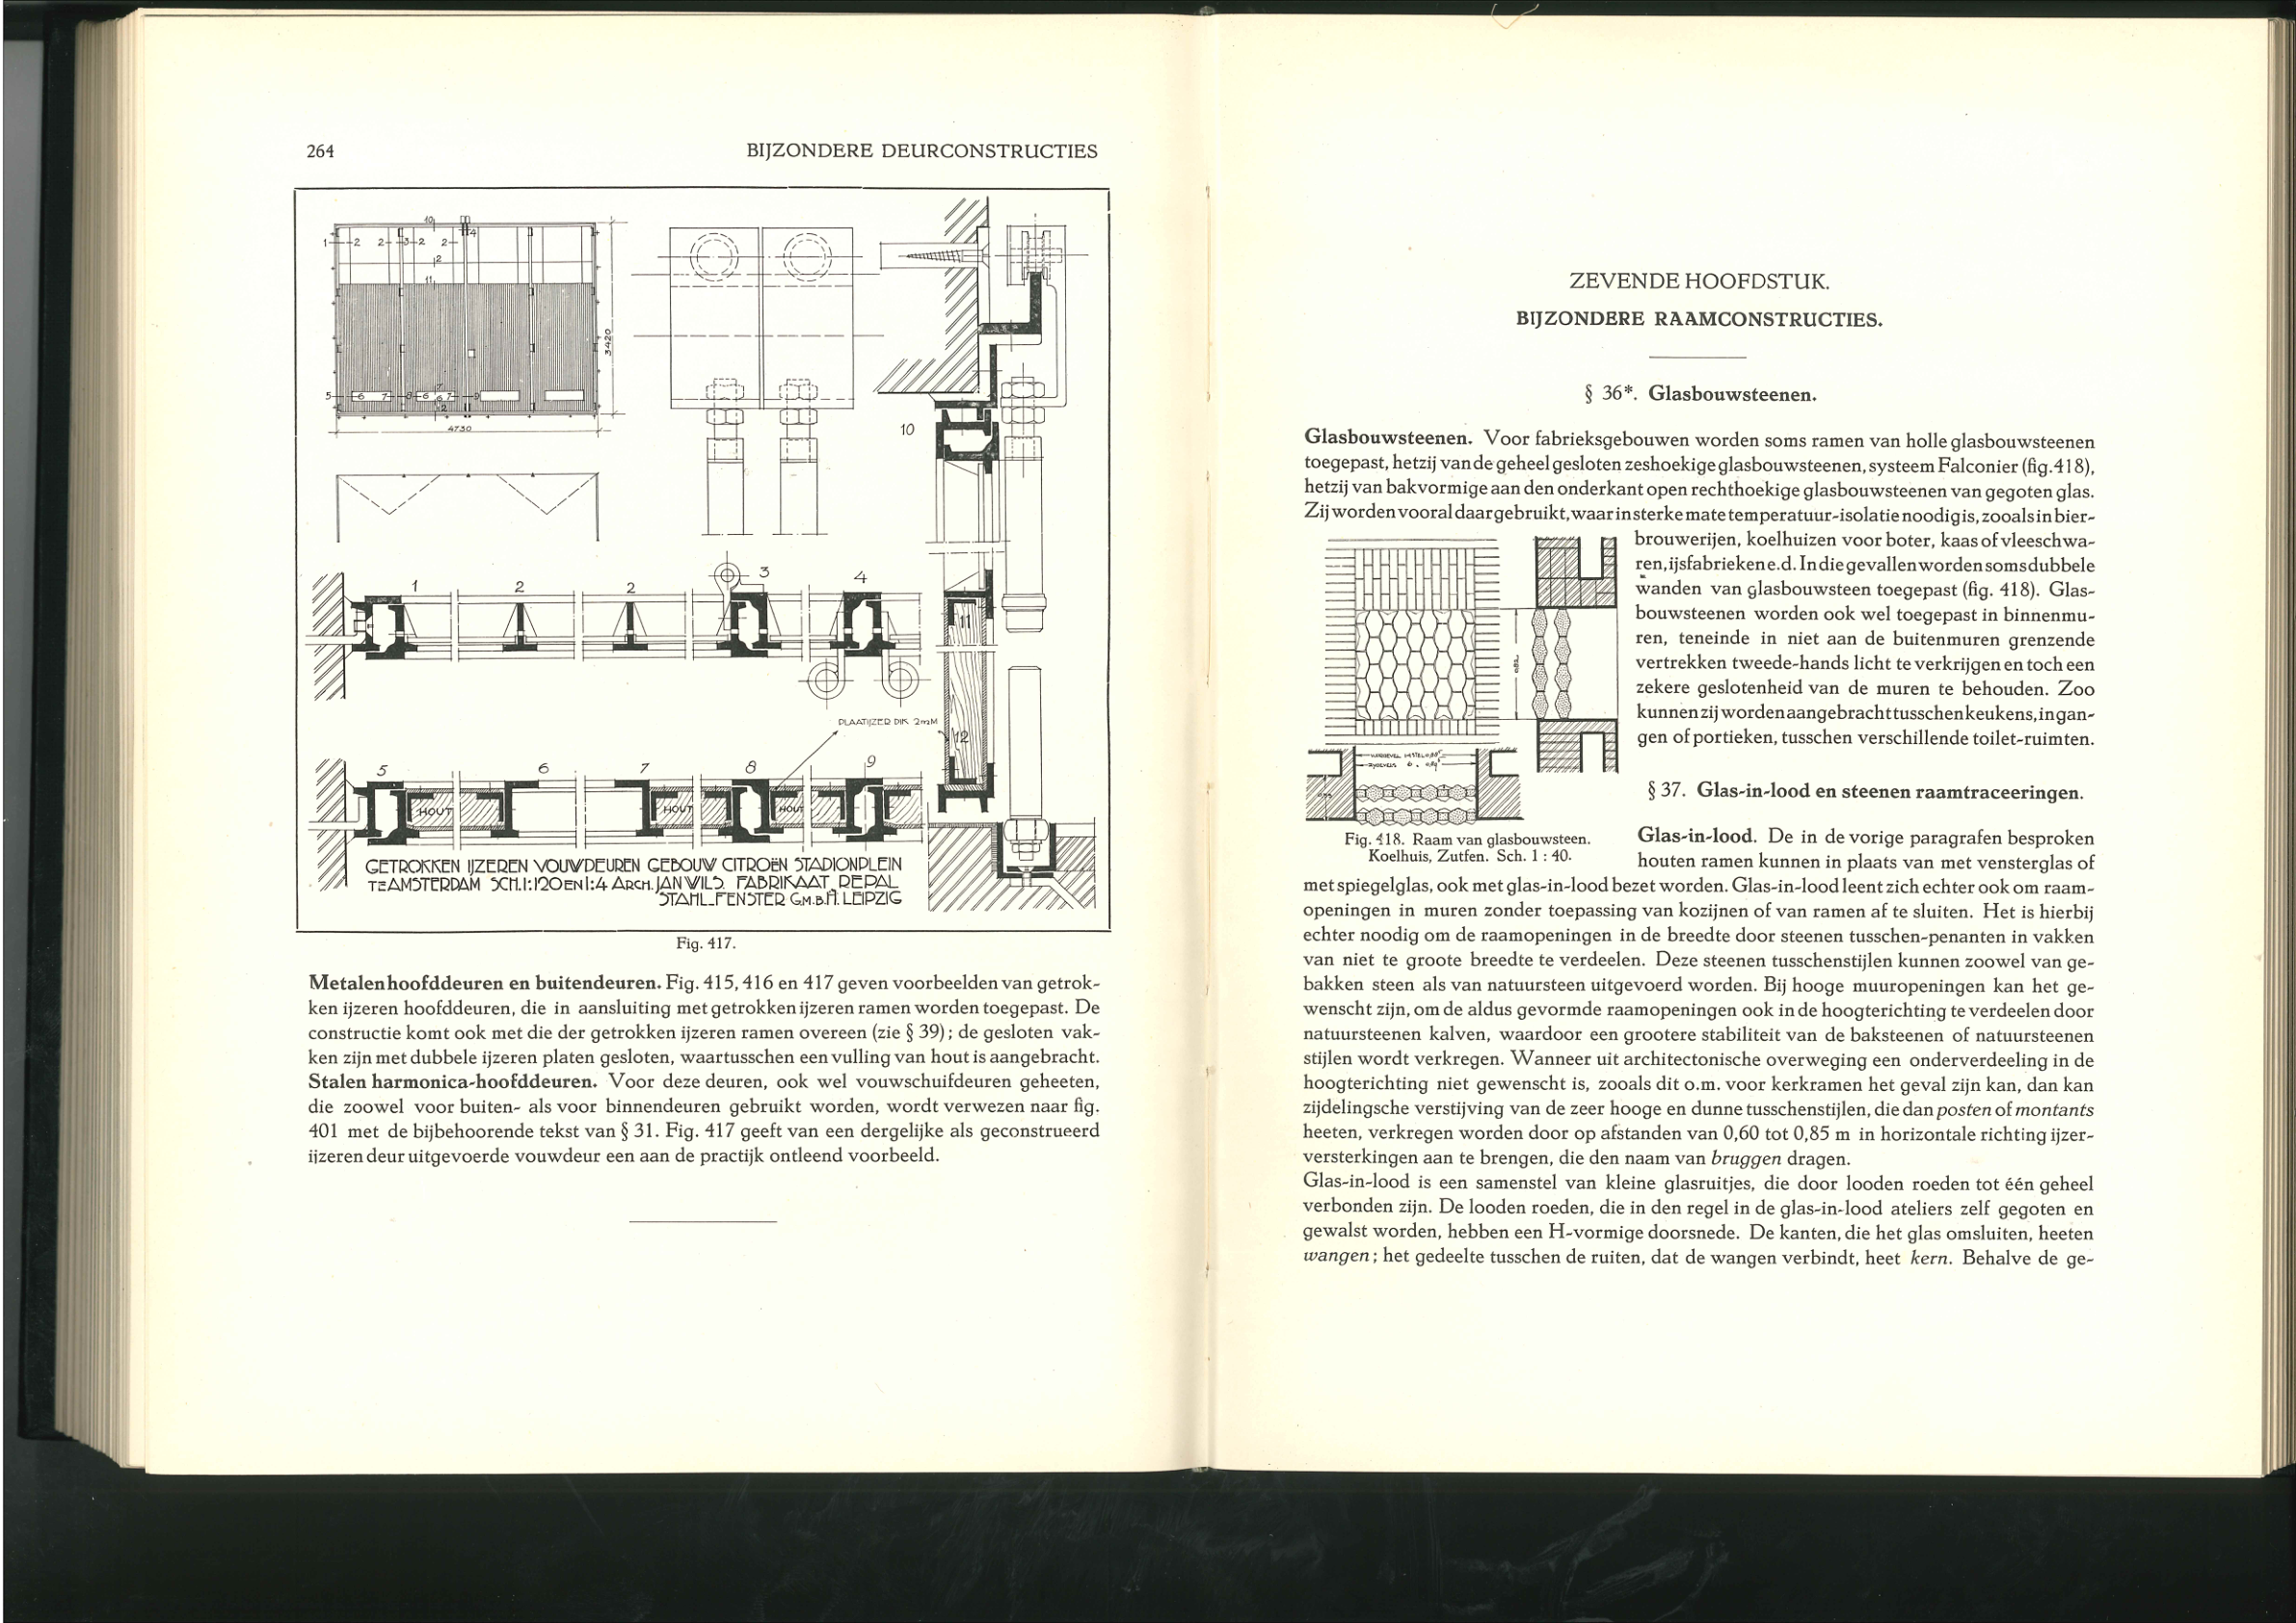 264
BIJZONDERE DEURCONSTRUCTIES
10
4
1 2 2 3 2 2
2
11
3420
5 6 7 8 6 6 7 9
7
2
4730
10
1 2 2 3 4
11
PLAATIJZER DIK 2mM
12
5 6 7 8 9
HOUT HOUT HOUT
GETROKKEN IJZEREN VOUWDEUREN GEBOUW CITROËN STADIONPLEIN
TE AMSTERDAM SCH. 1:120 EN 1:4 ARCH. JAN WILS. FABRIKAAT REPAL
STAHL-FENSTER G.M.B.H. LEIPZIG
Fig. 417.
Metalen hoofddeuren en buitendeuren. Fig. 415, 416 en 417 geven voorbeelden van getrok-
ken ijzeren hoofddeuren, die in aansluiting met getrokken ijzeren ramen worden toegepast. De
constructie komt ook met die der getrokken ijzeren ramen overeen (zie § 39); de gesloten vak-
ken zijn met dubbele ijzeren platen gesloten, waartusschen een vulling van hout is aangebracht.
Stalen harmonica-hoofddeuren. Voor deze deuren, ook wel vouwschuifdeuren geheeten,
die zoowel voor buiten- als voor binnendeuren gebruikt worden, wordt verwezen naar fig.
401 met de bijbehoorende tekst van § 31. Fig. 417 geeft van een dergelijke als geconstrueerd
ijzeren deur uitgevoerde vouwdeur een aan de practijk ontleend voorbeeld.
ZEVENDE HOOFDSTUK.
BIJZONDERE RAAMCONSTRUCTIES.
§ 36*. Glasbouwsteenen.
Glasbouwsteenen. Voor fabrieksgebouwen worden soms ramen van holle glasbouwsteenen
toegepast, hetzij van de geheel gesloten zeshoekige glasbouwsteenen, systeem Falconier (fig. 418),
hetzij van bakvormige aan den onderkant open rechthoekige glasbouwsteenen van gegoten glas.
Zij worden vooral daar gebruikt, waar in sterke mate temperatuur-isolatie noodig is, zooals in bier-
brouwerijen, koelhuizen voor boter, kaas of vleeschwa-
ren, ijsfabrieken e.d. In die gevallen worden soms dubbele
wanden van glasbouwsteen toegepast (fig. 418). Glas-
bouwsteenen worden ook wel toegepast in binnenmu-
ren, teneinde in niet aan de buitenmuren grenzende
vertrekken tweede-hands licht te verkrijgen en toch een
zekere geslotenheid van de muren te behouden. Zoo
kunnen zij worden aangebracht tusschen keukens, ingan-
gen of portieken, tusschen verschillende toilet-ruimten.
Fig. 418. Raam van glasbouwsteen.
Koelhuis, Zutfen. Sch. 1 : 40.
§ 37. Glas-in-lood en steenen raamtraceeringen.
Glas-in-lood. De in de vorige paragrafen besproken
houten ramen kunnen in plaats van met vensterglas of
met spiegelglas, ook met glas-in-lood bezet worden. Glas-in-lood leent zich echter ook om raam-
openingen in muren zonder toepassing van kozijnen of van ramen af te sluiten. Het is hierbij
echter noodig om de raamopeningen in de breedte door steenen tusschen-penanten in vakken
van niet te groote breedte te verdeelen. Deze steenen tusschenstijlen kunnen zoowel van ge-
bakken steen als van natuursteen uitgevoerd worden. Bij hooge muuropeningen kan het ge-
wenscht zijn, om de aldus gevormde raamopeningen ook in de hoogterichting te verdeelen door
natuursteenen kalven, waardoor een grootere stabiliteit van de baksteenen of natuursteenen
stijlen wordt verkregen. Wanneer uit architectonische overweging een onderverdeeling in de
hoogterichting niet gewenscht is, zooals dit o.m. voor kerkramen het geval zijn kan, dan kan
zijdelingsche verstijving van de zeer hooge en dunne tusschenstijlen, die dan posten of montants
heeten, verkregen worden door op afstanden van 0,60 tot 0,85 m in horizontale richting ijzer-
versterkingen aan te brengen, die den naam van bruggen dragen.
Glas-in-lood is een samenstel van kleine glasruitjes, die door looden roeden tot één geheel
verbonden zijn. De looden roeden, die in den regel in de glas-in-lood ateliers zelf gegoten en
gewalst worden, hebben een H-vormige doorsnede. De kanten, die het glas omsluiten, heeten
wangen; het gedeelte tusschen de ruiten, dat de wangen verbindt, heet kern. Behalve de ge-